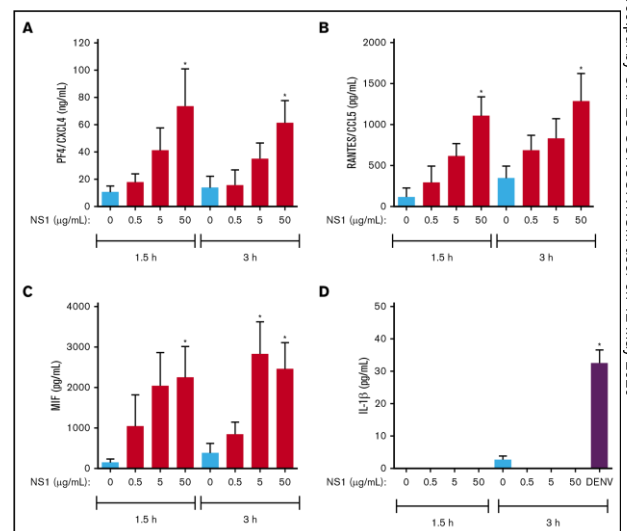 A
PF4/CXCL4 (ng/mL)
120
100
80
60
40
20
0
*
*
NS1 (µg/mL): 0 0.5 5 50 0 0.5 5 50
1.5 h 3 h
B
RANTES/CCL5 (pg/mL)
2000
1500
1000
500
0
*
*
NS1 (µg/mL): 0 0.5 5 50 0 0.5 5 50
1.5 h 3 h
C
MIF (pg/mL)
4000
3000
2000
1000
0
*
*
*
NS1 (µg/mL): 0 0.5 5 50 0 0.5 5 50
1.5 h 3 h
D
IL-1β (pg/mL)
50
40
30
20
10
0
*
NS1 (µg/mL): 0 0.5 5 50 0 0.5 5 50 DENV
1.5 h 3 h